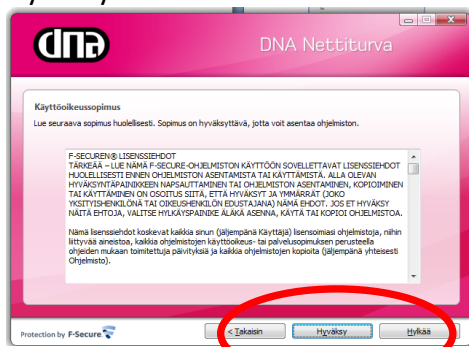 dna
DNA Nettiturva
Käyttöoikeussopimus
Lue seuraava sopimus huolellisesti. Sopimus on hyväksyttävä, jotta voit asentaa ohjelmiston.
F-SECUREN® LISENSSIEHDOT
TÄRKEÄÄ – LUE NÄMÄ F-SECURE-OHJELMISTON KÄYTTÖÖN SOVELLETTAVAT LISENSSIEHDOT
HUOLELLISESTI ENNEN OHJELMISTON ASENTAMISTA TAI KÄYTTÄMISTÄ. ALLA OLEVAN
HYVÄKSYNTÄPAINIKKEEN NAPSAUTTAMINEN TAI OHJELMISTON ASENTAMINEN, KOPIOIMINEN
TAI KÄYTTÄMINEN ON OSOITUS SIITÄ, ETTÄ HYVÄKSYT JA YMMÄRRÄT (JOKO
YKSITYISHENKILÖNÄ TAI OIKEUSHENKILÖN EDUSTAJANA) NÄMÄ EHDOT. JOS ET HYVÄKSY
NÄITÄ EHTOJA, VALITSE HYLKÄYSPAINIKE ÄLÄKÄ ASENNA, KÄYTÄ TAI KOPIOI OHJELMISTOA.
Nämä lisenssiehdot koskevat kaikkia sinun (jäljempänä Käyttäjä) lisensoimiasi ohjelmistoja, niihin
liittyvää aineistoa, kaikkia ohjelmistojen käyttöoikeus- tai palvelusopimuksen perusteella
ohjeiden mukaan toimitettuja päivityksiä ja kaikkia ohjelmistojen kopioita (jäljempänä yhteisesti
Ohjelmisto).
Protection by F-Secure
< Takaisin
Hyväksy
Hylkää